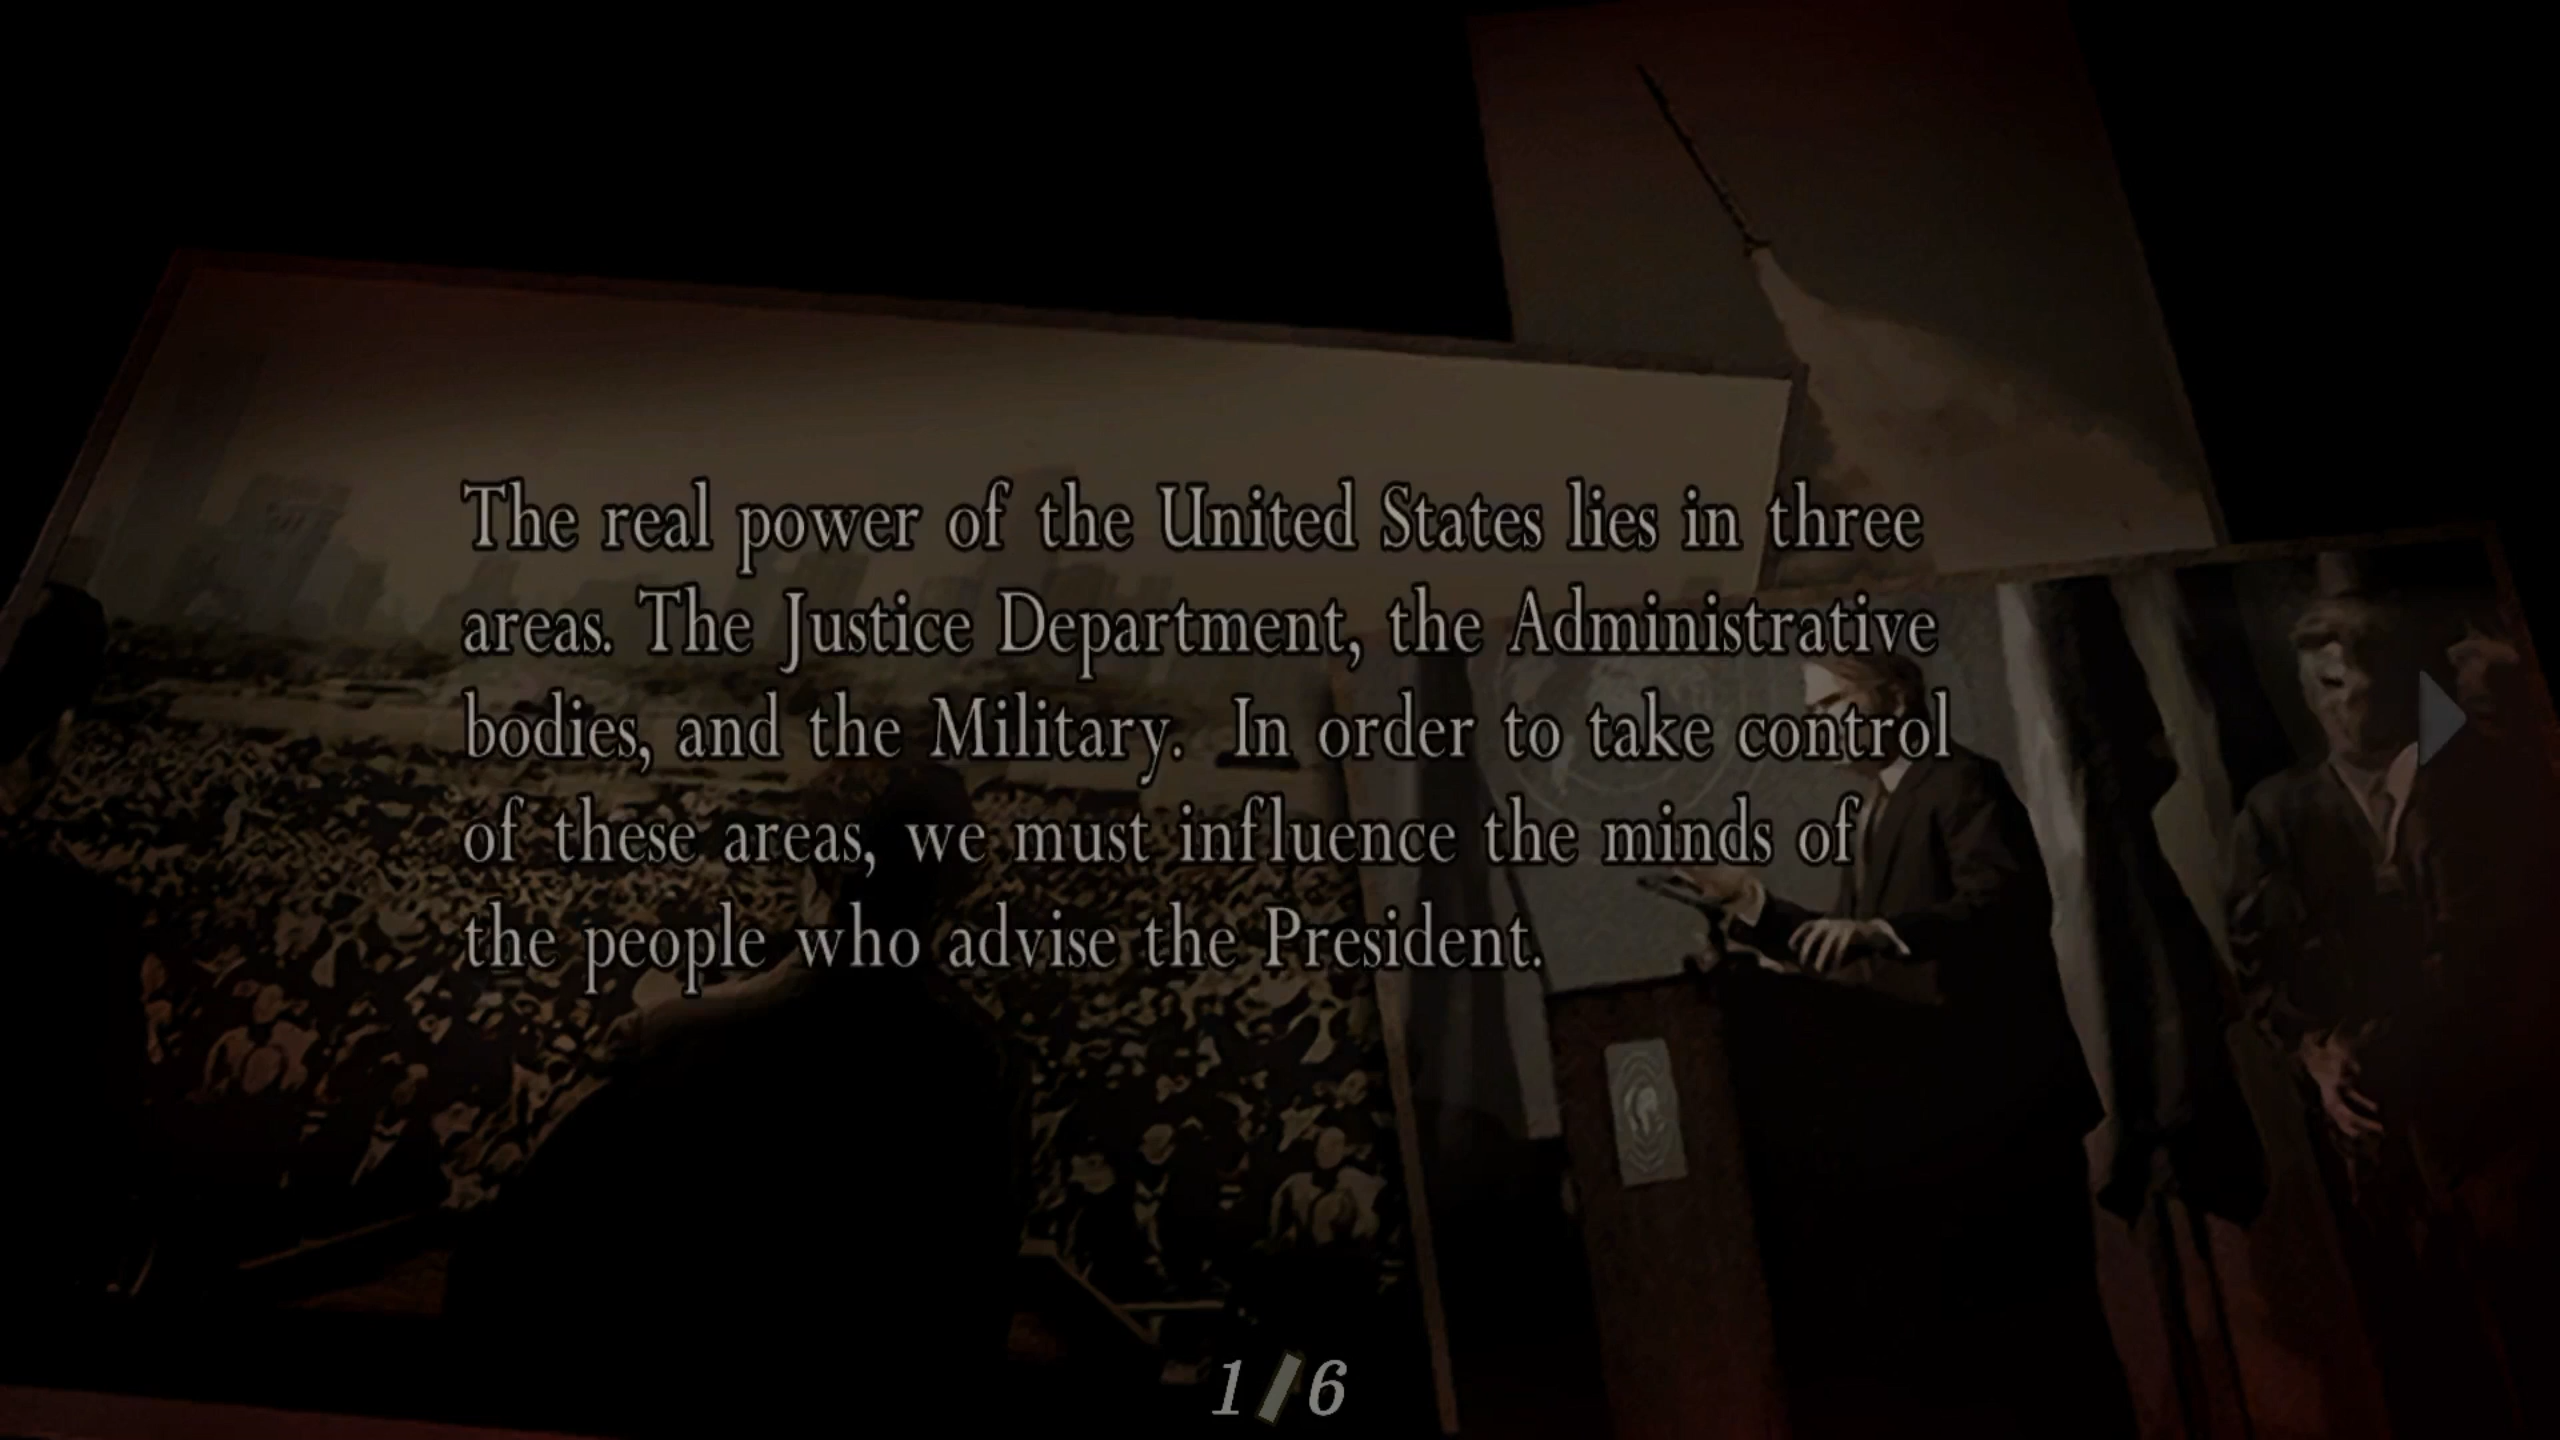 The real power of the United States lies in three
areas. The Justice Department, the Administrative
bodies, and the Military.  In order to take control
of these areas, we must influence the minds of
the people who advise the President.
1/6